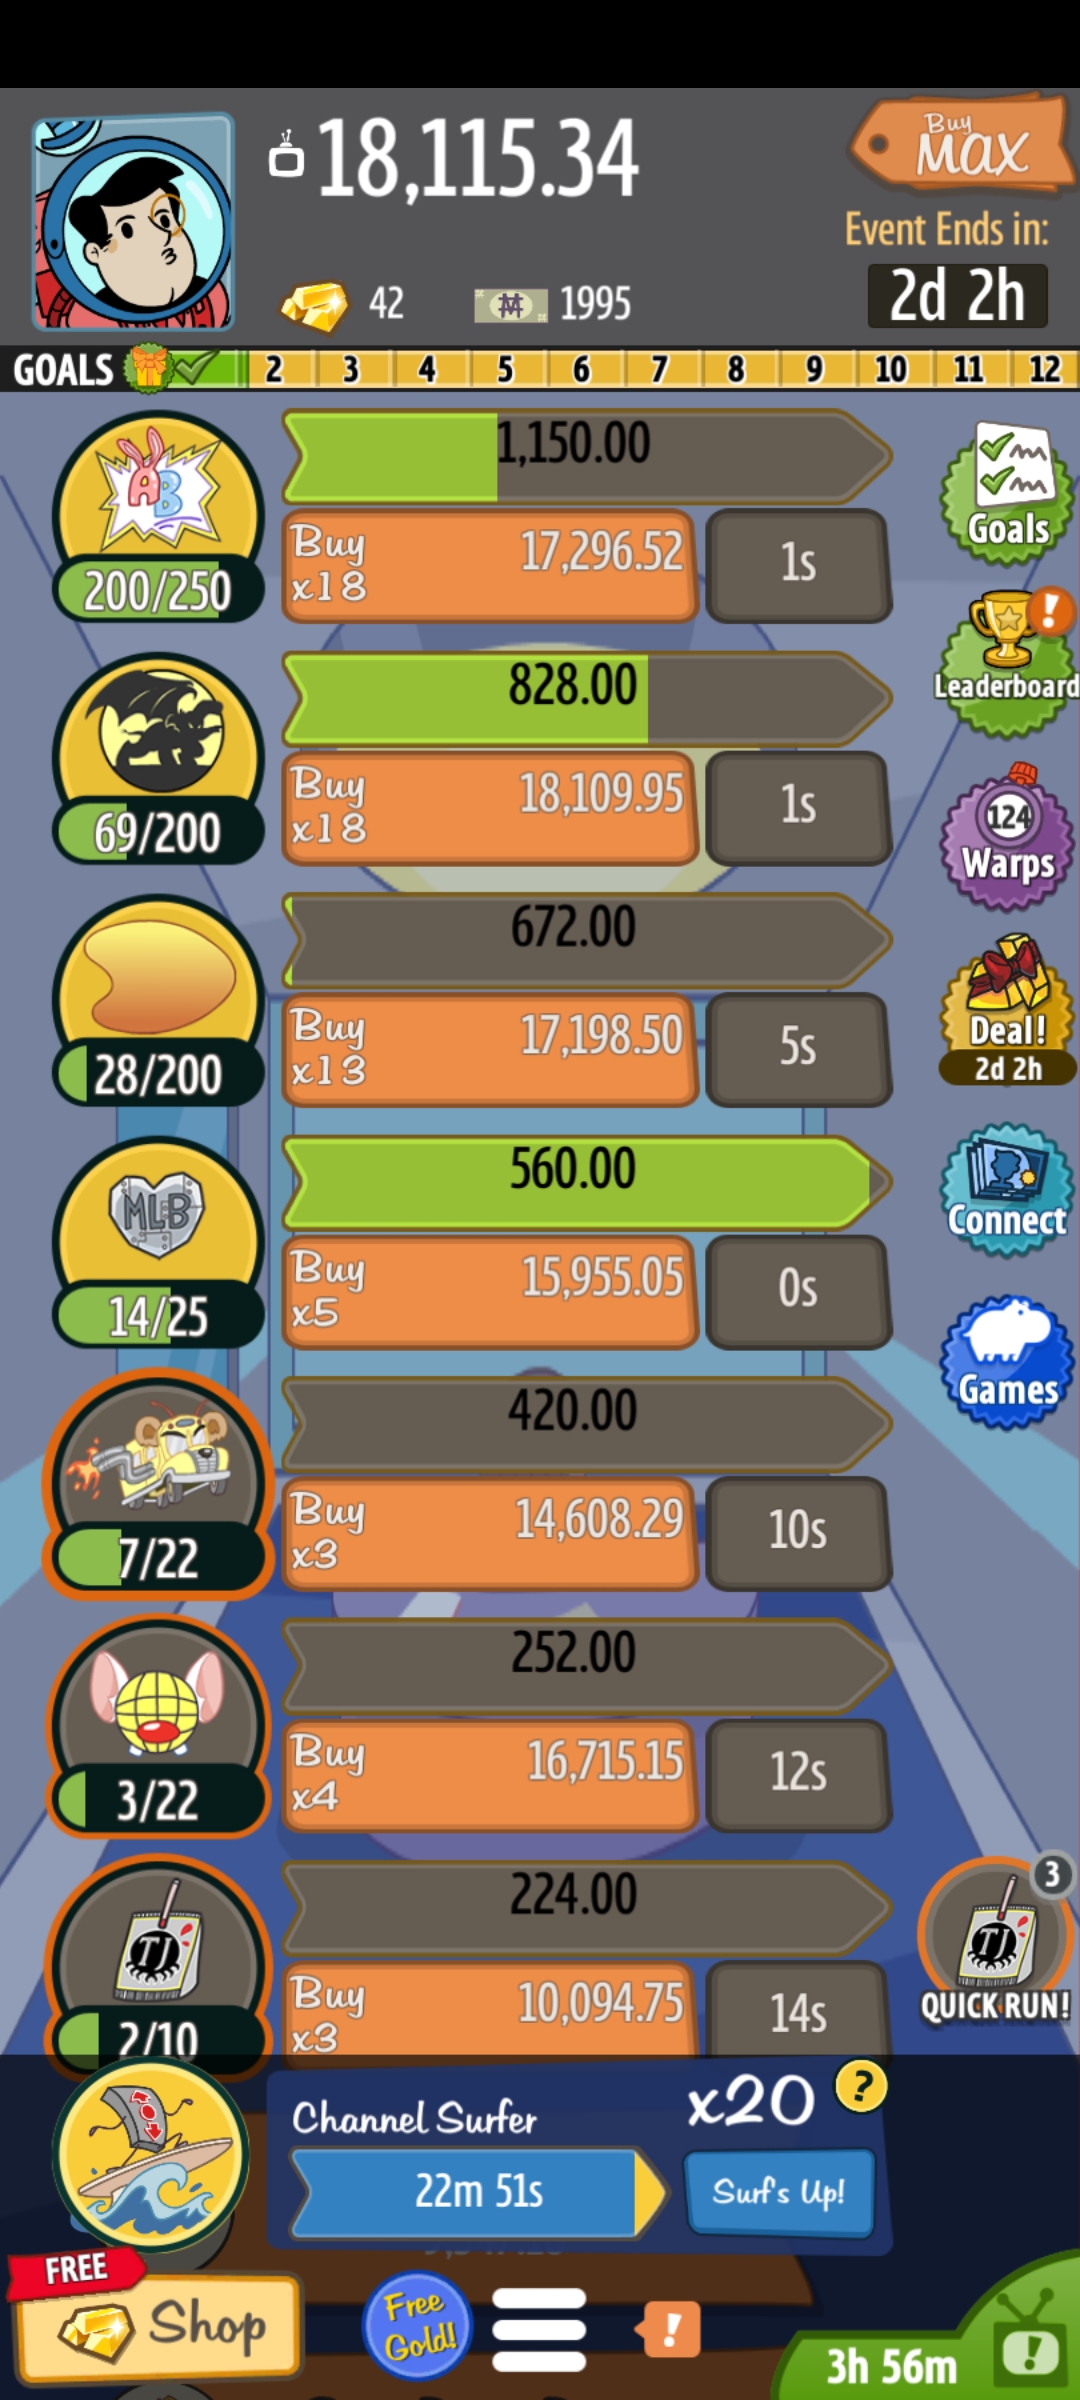 18,115.34
Buy
MAX
Event Ends in:
2d 2h
42
1995
GOALS 2 3 4 5 6 7 8 9 10 11 12
AB
200/250
1,150.00
Buy
x18
17,296.52
1s
Goals
69/200
828.00
Buy
x18
18,109.95
1s
Leaderboard
28/200
672.00
Buy
x13
17,198.50
5s
124
Warps
MLB
14/25
560.00
Buy
x5
15,955.05
0s
Deal!
2d 2h
Connect
7/22
420.00
Buy
x3
14,608.29
10s
Games
3/22
252.00
Buy
x4
16,715.15
12s
TJ
2/10
224.00
Buy
x3
10,094.75
14s
3
TJ
QUICK RUN!
Channel Surfer
x20
?
22m 51s
Surf's Up!
FREE
Shop
Free
Gold!
!
3h 56m
!